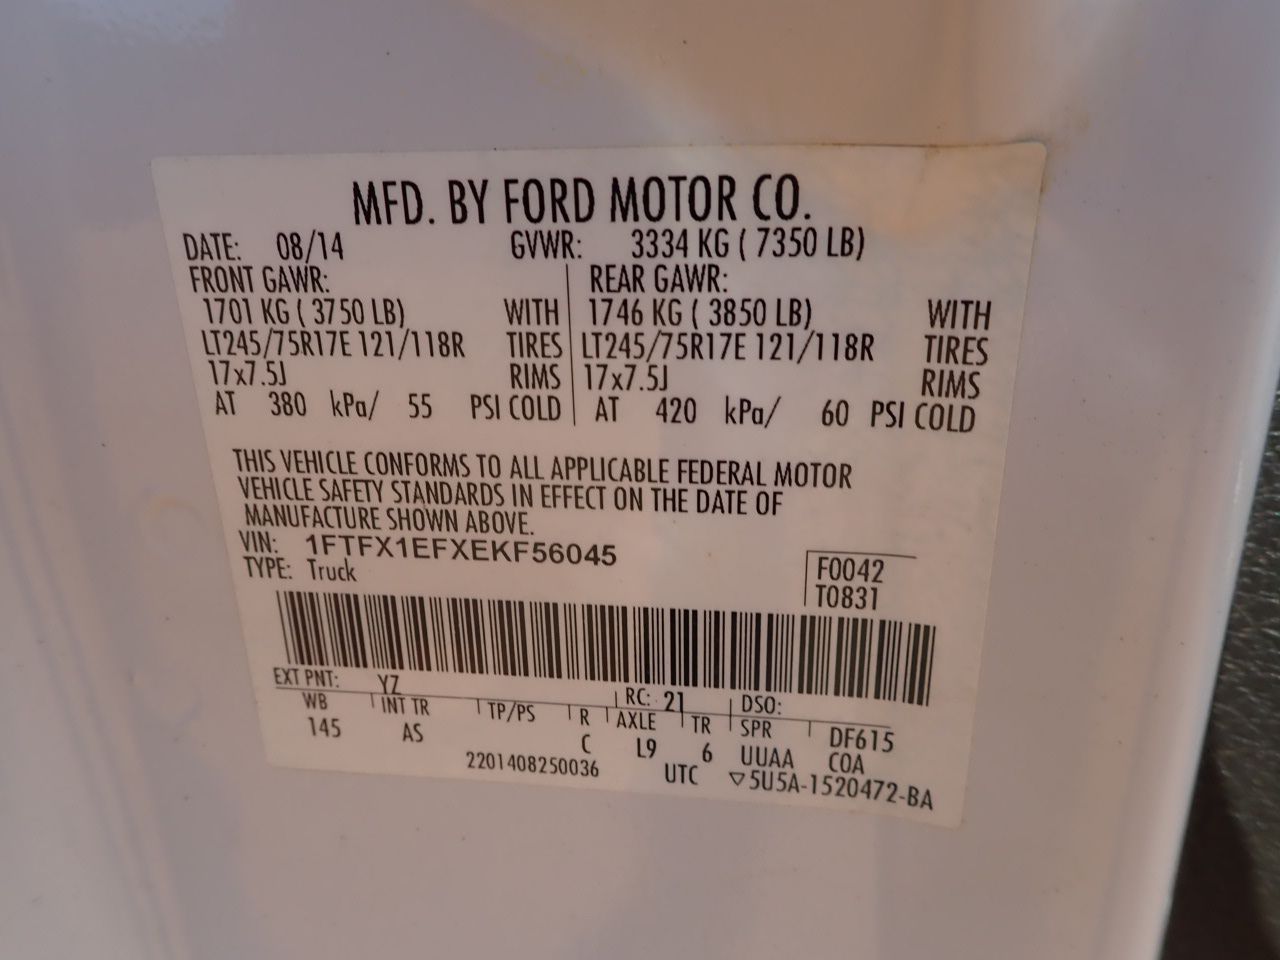 MFD. BY FORD MOTOR CO.
DATE: 08/14 GVWR: 3334 KG ( 7350 LB)
FRONT GAWR: REAR GAWR:
1701 KG ( 3750 LB) WITH 1746 KG ( 3850 LB) WITH
LT245/75R17E 121/118R TIRES LT245/75R17E 121/118R TIRES
17x7.5J RIMS 17x7.5J RIMS
AT 380 kPa/ 55 PSI COLD AT 420 kPa/ 60 PSI COLD
THIS VEHICLE CONFORMS TO ALL APPLICABLE FEDERAL MOTOR
VEHICLE SAFETY STANDARDS IN EFFECT ON THE DATE OF
MANUFACTURE SHOWN ABOVE.
VIN: 1FTFX1EFXEKF56045
TYPE: Truck
F0042
T0831
EXT PNT: YZ RC: 21 DSO:
WB INT TR TP/PS R AXLE TR SPR DF615
145 AS C L9 6 UUAA COA
2201408250036 UTC ▽5U5A-1520472-BA